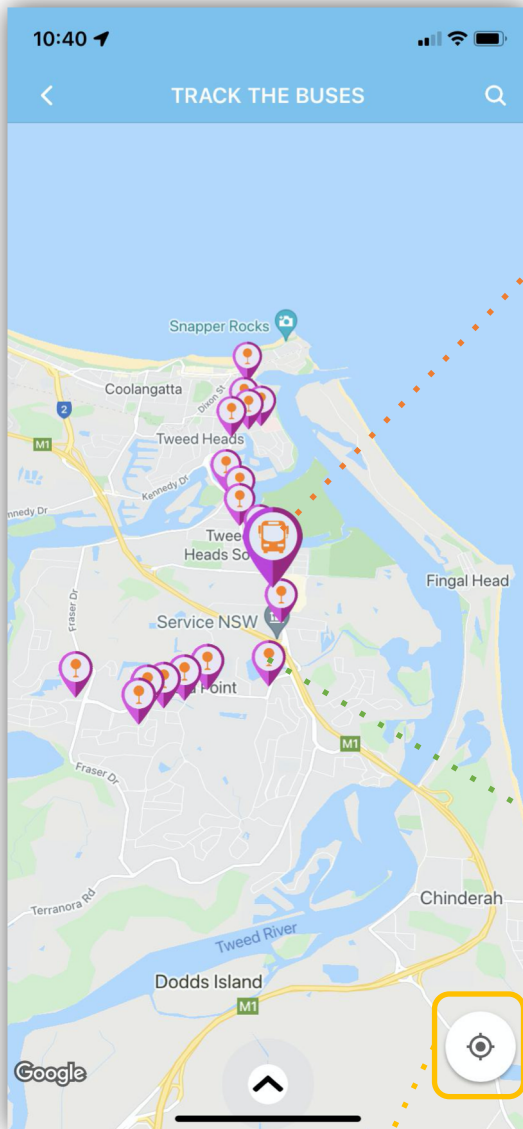 10:40
TRACK THE BUSES
Snapper Rocks
Coolangatta
Dixon St
2
Tweed Heads
M1
Kennedy Dr
nnedy Dr
Twee
Heads So
Fingal Head
Fraser Dr
Service NSW
Point
M1
Fraser Dr
Terranora Rd
Chinderah
Tweed River
Dodds Island
M1
Google